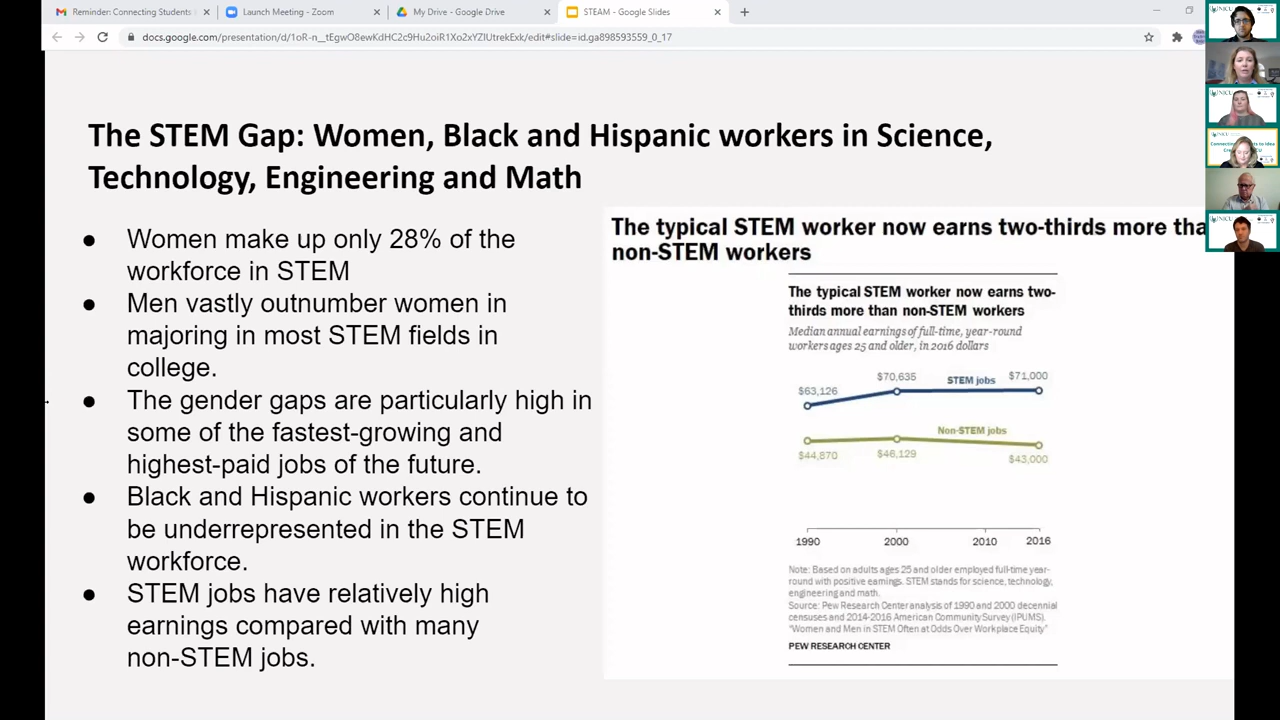 Reminder: Connecting Students
Launch Meeting - Zoom
My Drive - Google Drive
STEAM - Google Slides
The STEM Gap: Women, Black and Hispanic workers in Science,
Technology, Engineering and Math
● Women make up only 28% of the
workforce in STEM
● Men vastly outnumber women in
majoring in most STEM fields in
college.
● The gender gaps are particularly high in
some of the fastest-growing and
highest-paid jobs of the future.
● Black and Hispanic workers continue to
be underrepresented in the STEM
workforce.
● STEM jobs have relatively high
earnings compared with many
non-STEM jobs.
The typical STEM worker now earns two-thirds more tha
non-STEM workers
The typical STEM worker now earns two-
thirds more than non-STEM workers
Median annual earnings of full-time, year-round
workers ages 25 and older, in 2016 dollars
$63,126
$70,635
STEM jobs
$71,000
Non-STEM jobs
$44,870
$46,129
$43,000
1990
2000
2010
2016
Note: Based on adults ages 25 and older employed full-time year-
round with positive earnings. STEM stands for science, technology,
engineering and math.
Source: Pew Research Center analysis of 1990 and 2000 decennial
censuses and 2014-2016 American Community Survey (IPUMS).
"Women and Men in STEM Often at Odds Over Workplace Equity"
PEW RESEARCH CENTER